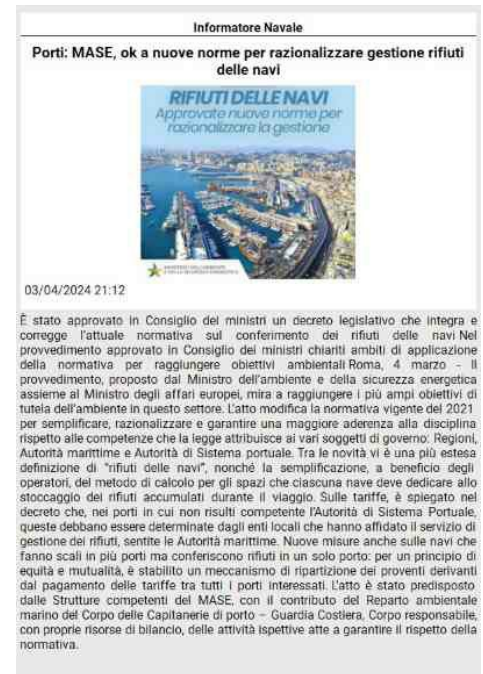 Informatore Navale
Porti: MASE, ok a nuove norme per razionalizzare gestione rifiuti
delle navi
RIFIUTI DELLE NAVI
Approvate nuove norme per
razionalizzare la gestione
MINISTERO DELL'AMBIENTE
E DELLA SICUREZZA ENERGETICA
03/04/2024 21:12
È stato approvato in Consiglio dei ministri un decreto legislativo che integra e
corregge l'attuale normativa sul conferimento dei rifiuti delle navi Nel
provvedimento approvato in Consiglio dei ministri chiariti ambiti di applicazione
della normativa per raggiungere obiettivi ambientali Roma, 4 marzo - Il
provvedimento, proposto dal Ministro dell'ambiente e della sicurezza energetica
assieme al Ministro degli affari europei, mira a raggiungere i più ampi obiettivi di
tutela dell'ambiente in questo settore. L'atto modifica la normativa vigente del 2021
per semplificare, razionalizzare e garantire una maggiore aderenza alla disciplina
rispetto alle competenze che la legge attribuisce ai vari soggetti di governo: Regioni,
Autorità marittime e Autorità di Sistema portuale. Tra le novità vi è una più estesa
definizione di "rifiuti delle navi", nonché la semplificazione, a beneficio degli
operatori, del metodo di calcolo per gli spazi che ciascuna nave deve dedicare allo
stoccaggio dei rifiuti accumulati durante il viaggio. Sulle tariffe, è spiegato nel
decreto che, nei porti in cui non risulti competente l'Autorità di Sistema Portuale,
queste debbano essere determinate dagli enti locali che hanno affidato il servizio di
gestione dei rifiuti, sentite le Autorità marittime. Nuove misure anche sulle navi che
fanno scali in più porti ma conferiscono rifiuti in un solo porto: per un principio di
equità e mutualità, è stabilito un meccanismo di ripartizione dei proventi derivanti
dal pagamento delle tariffe tra tutti i porti interessati. L'atto è stato predisposto
dalle Strutture competenti del MASE, con il contributo del Reparto ambientale
marino del Corpo delle Capitanerie di porto – Guardia Costiera, Corpo responsabile,
con proprie risorse di bilancio, delle attività ispettive atte a garantire il rispetto della
normativa.